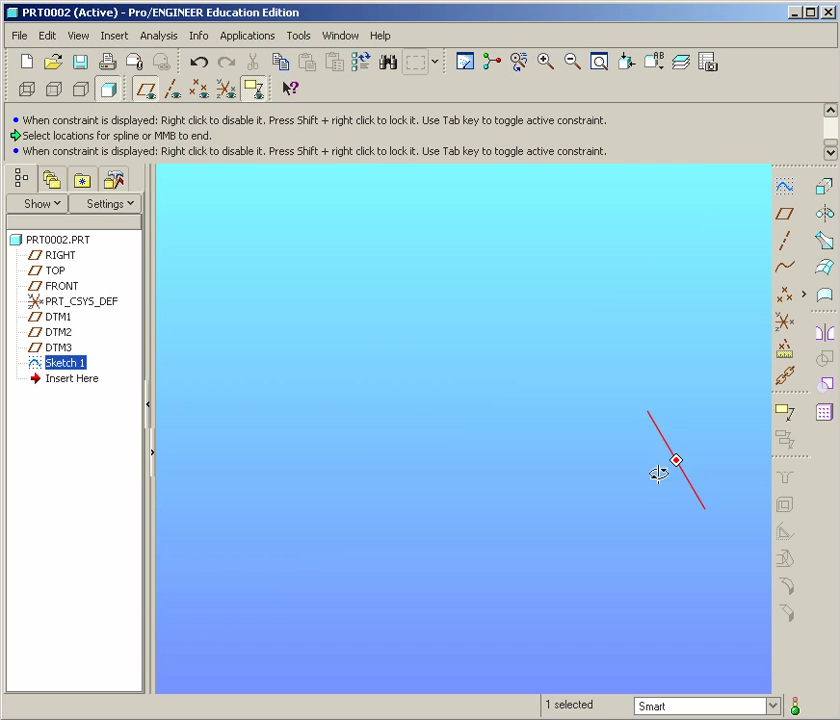 PRT0002 (Active) - Pro/ENGINEER Education Edition
File Edit View Insert Analysis Info Applications Tools Window Help
When constraint is displayed: Right click to disable it. Press Shift + right click to lock it. Use Tab key to toggle active constraint.
Select locations for spline or MMB to end.
When constraint is displayed: Right click to disable it. Press Shift + right click to lock it. Use Tab key to toggle active constraint.
Show Settings
PRT0002.PRT
RIGHT
TOP
FRONT
PRT_CSYS_DEF
DTM1
DTM2
DTM3
Sketch 1
Insert Here
1 selected Smart